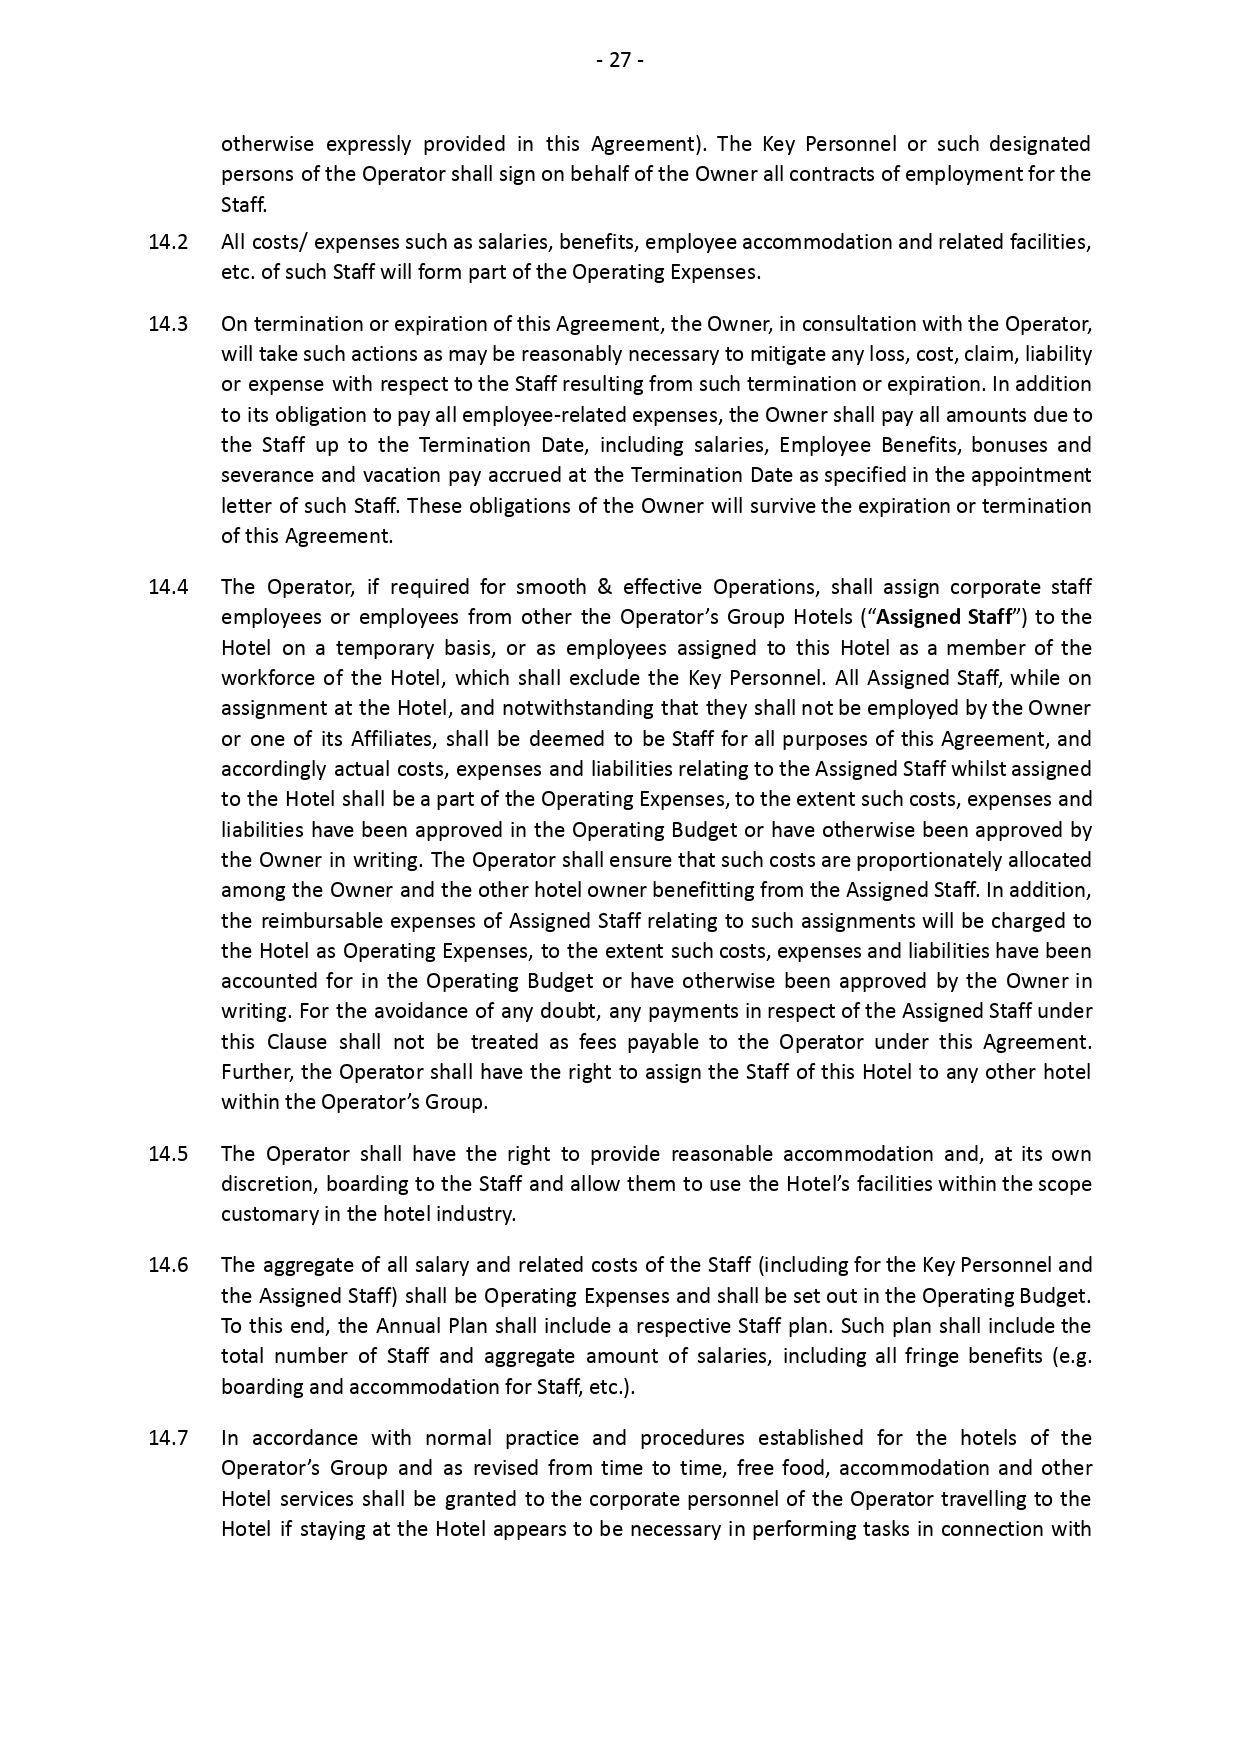 - 27 -
otherwise expressly provided in this Agreement). The Key Personnel or such designated
persons of the Operator shall sign on behalf of the Owner all contracts of employment for the
Staff.
14.2 All costs/ expenses such as salaries, benefits, employee accommodation and related facilities,
etc. of such Staff will form part of the Operating Expenses.
14.3 On termination or expiration of this Agreement, the Owner, in consultation with the Operator,
will take such actions as may be reasonably necessary to mitigate any loss, cost, claim, liability
or expense with respect to the Staff resulting from such termination or expiration. In addition
to its obligation to pay all employee-related expenses, the Owner shall pay all amounts due to
the Staff up to the Termination Date, including salaries, Employee Benefits, bonuses and
severance and vacation pay accrued at the Termination Date as specified in the appointment
letter of such Staff. These obligations of the Owner will survive the expiration or termination
of this Agreement.
14.4 The Operator, if required for smooth & effective Operations, shall assign corporate staff
employees or employees from other the Operator’s Group Hotels (“Assigned Staff”) to the
Hotel on a temporary basis, or as employees assigned to this Hotel as a member of the
workforce of the Hotel, which shall exclude the Key Personnel. All Assigned Staff, while on
assignment at the Hotel, and notwithstanding that they shall not be employed by the Owner
or one of its Affiliates, shall be deemed to be Staff for all purposes of this Agreement, and
accordingly actual costs, expenses and liabilities relating to the Assigned Staff whilst assigned
to the Hotel shall be a part of the Operating Expenses, to the extent such costs, expenses and
liabilities have been approved in the Operating Budget or have otherwise been approved by
the Owner in writing. The Operator shall ensure that such costs are proportionately allocated
among the Owner and the other hotel owner benefitting from the Assigned Staff. In addition,
the reimbursable expenses of Assigned Staff relating to such assignments will be charged to
the Hotel as Operating Expenses, to the extent such costs, expenses and liabilities have been
accounted for in the Operating Budget or have otherwise been approved by the Owner in
writing. For the avoidance of any doubt, any payments in respect of the Assigned Staff under
this Clause shall not be treated as fees payable to the Operator under this Agreement.
Further, the Operator shall have the right to assign the Staff of this Hotel to any other hotel
within the Operator’s Group.
14.5 The Operator shall have the right to provide reasonable accommodation and, at its own
discretion, boarding to the Staff and allow them to use the Hotel’s facilities within the scope
customary in the hotel industry.
14.6 The aggregate of all salary and related costs of the Staff (including for the Key Personnel and
the Assigned Staff) shall be Operating Expenses and shall be set out in the Operating Budget.
To this end, the Annual Plan shall include a respective Staff plan. Such plan shall include the
total number of Staff and aggregate amount of salaries, including all fringe benefits (e.g.
boarding and accommodation for Staff, etc.).
14.7 In accordance with normal practice and procedures established for the hotels of the
Operator’s Group and as revised from time to time, free food, accommodation and other
Hotel services shall be granted to the corporate personnel of the Operator travelling to the
Hotel if staying at the Hotel appears to be necessary in performing tasks in connection with